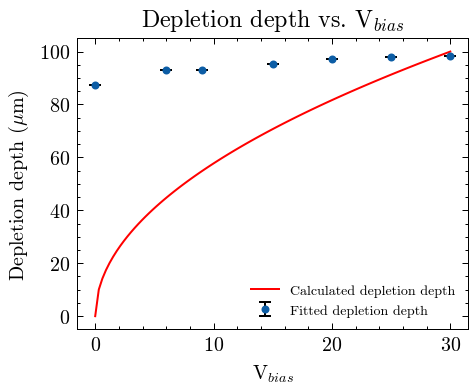 Depletion depth vs. V_bias
100
80
60
40
20
0
Depletion depth (μm)
Calculated depletion depth
Fitted depletion depth
0 10 20 30
V_bias